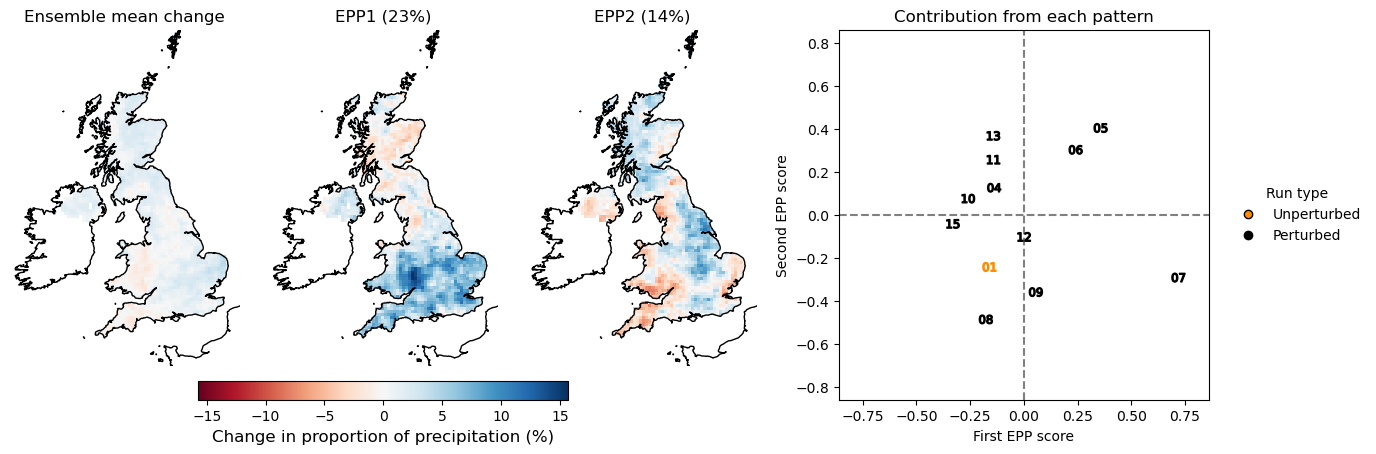 Ensemble mean change
EPP1 (23%)
EPP2 (14%)
−15 −10 −5 0 5 10 15
Change in proportion of precipitation (%)
Contribution from each pattern
Second EPP score
0.8
0.6
0.4
0.2
0.0
−0.2
−0.4
−0.6
−0.8
13
05
06
11
04
10
15
12
01
07
09
08
−0.75 −0.50 −0.25 0.00 0.25 0.50 0.75
First EPP score
Run type
Unperturbed
Perturbed